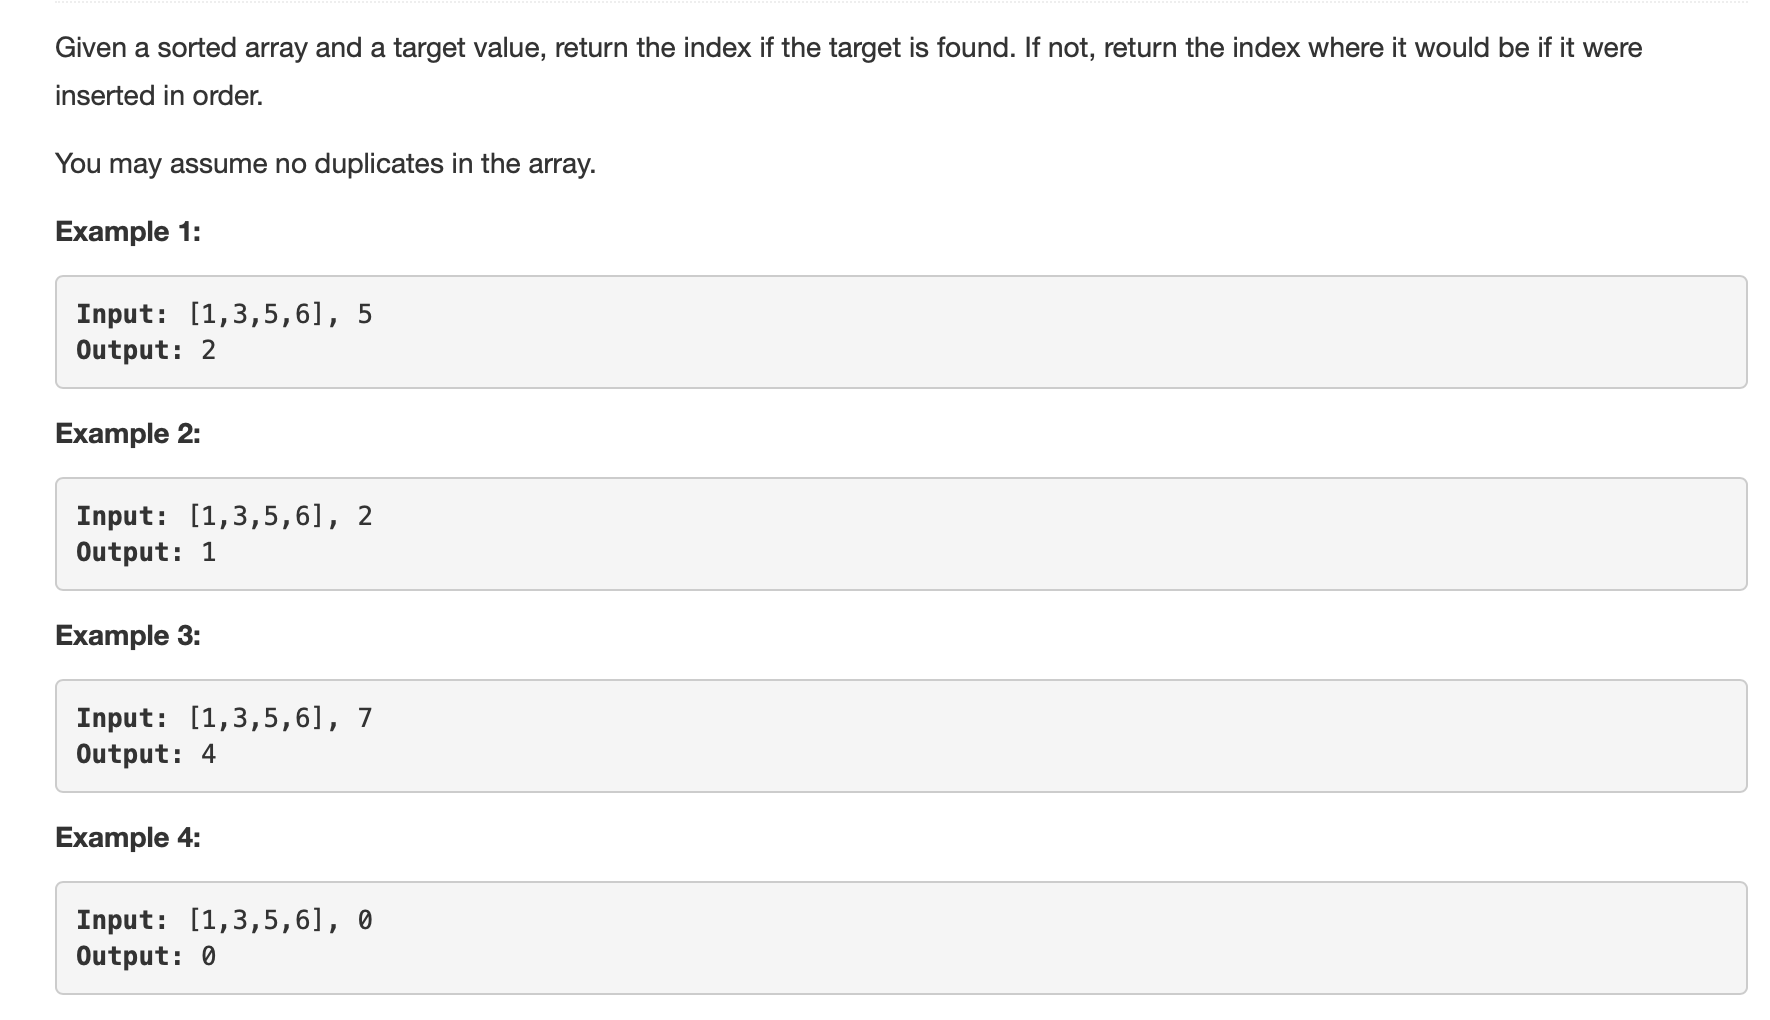 Given a sorted array and a target value, return the index if the target is found. If not, return the index where it would be if it were
inserted in order.
You may assume no duplicates in the array.
Example 1:
Input: [1,3,5,6], 5
Output: 2
Example 2:
Input: [1,3,5,6], 2
Output: 1
Example 3:
Input: [1,3,5,6], 7
Output: 4
Example 4:
Input: [1,3,5,6], 0
Output: 0